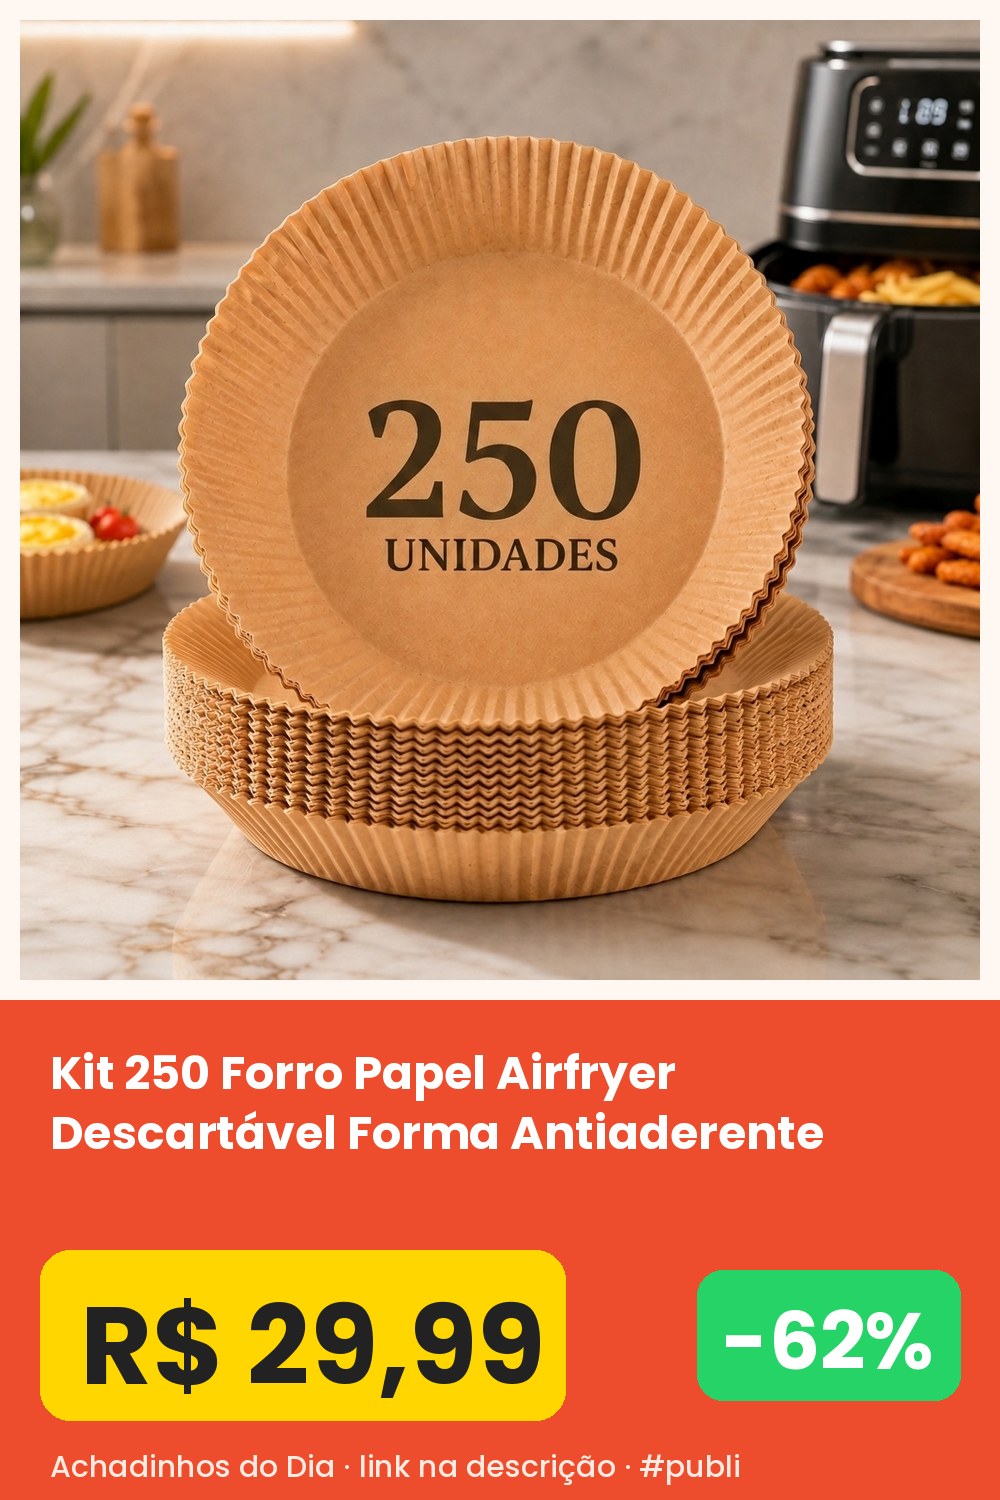 250
UNIDADES
Kit 250 Forro Papel Airfryer
Descartável Forma Antiaderente
R$ 29,99
-62%
Achadinhos do Dia · link na descrição · #publi